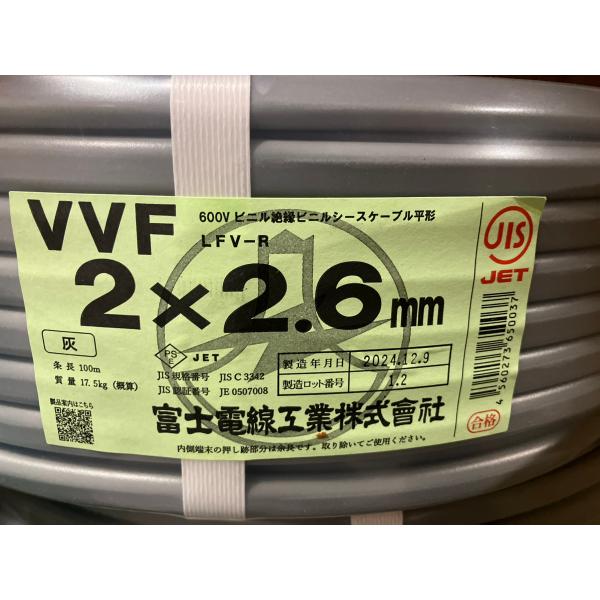 VVF 600V ビニル絶縁ビニルシースケーブル平形
LFV-R
2×2.6mm
JIS
JET
灰
条長 100m
質量 17.5kg (概算)
製品案内はこちら
PS
E
JET
JIS 規格番号 JIS C 3342
JIS 認証番号 JE 0507008
製造年月日 2024.12.9
製造ロット番号 1.2
富士電線工業株式會社
内側端末の押し跡部分は余長です。取り除いてご使用ください。
4 560273 650037
合格